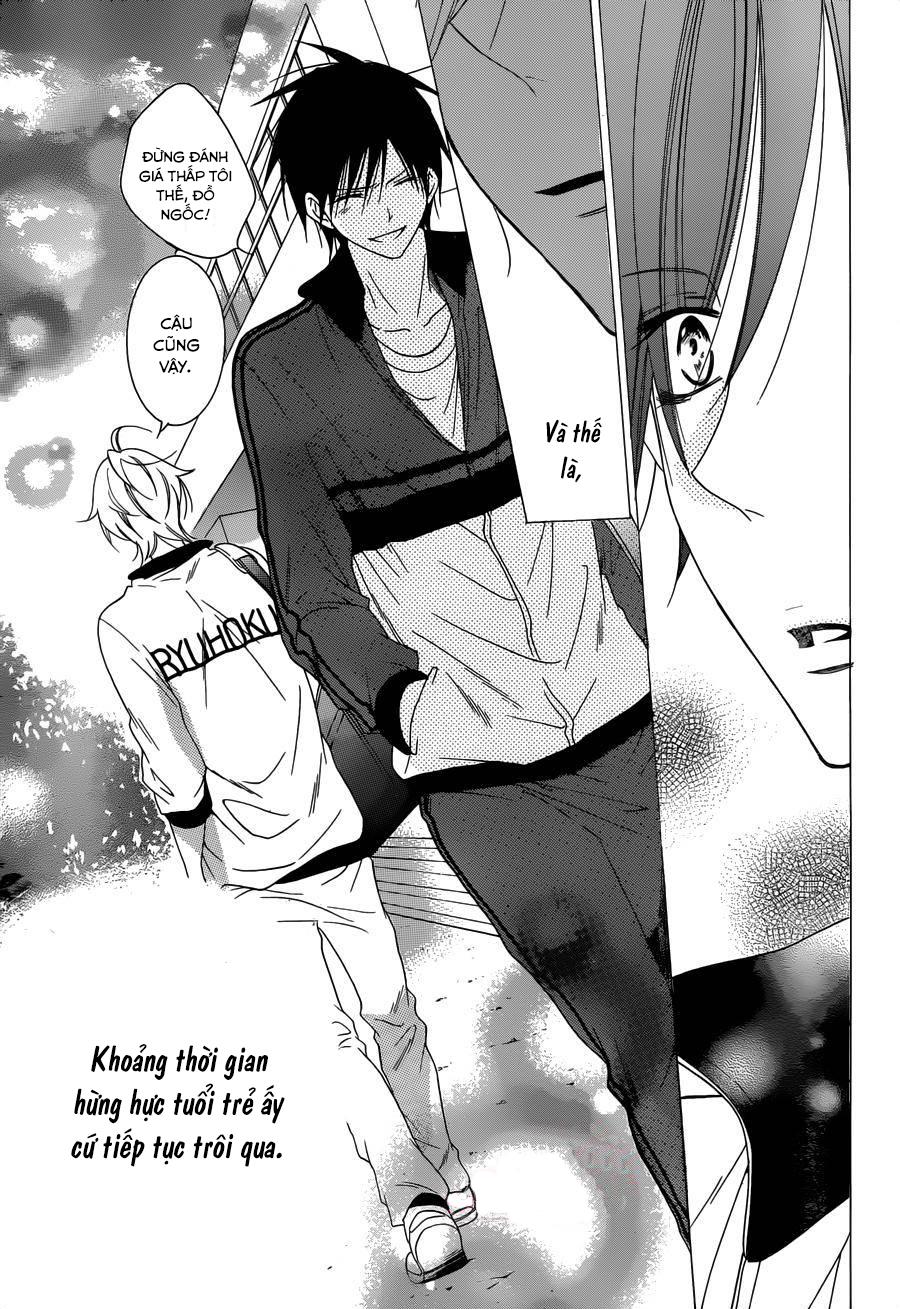 Và thế
là,
ĐỪNG ĐÁNH
GIÁ THẤP TÔI
THẾ, ĐỒ
NGỐC!
CẬU
CŨNG
VẬY.
RYUHOKU
Khoảng thời gian
hừng hực tuổi trẻ ấy
cứ tiếp tục trôi qua.